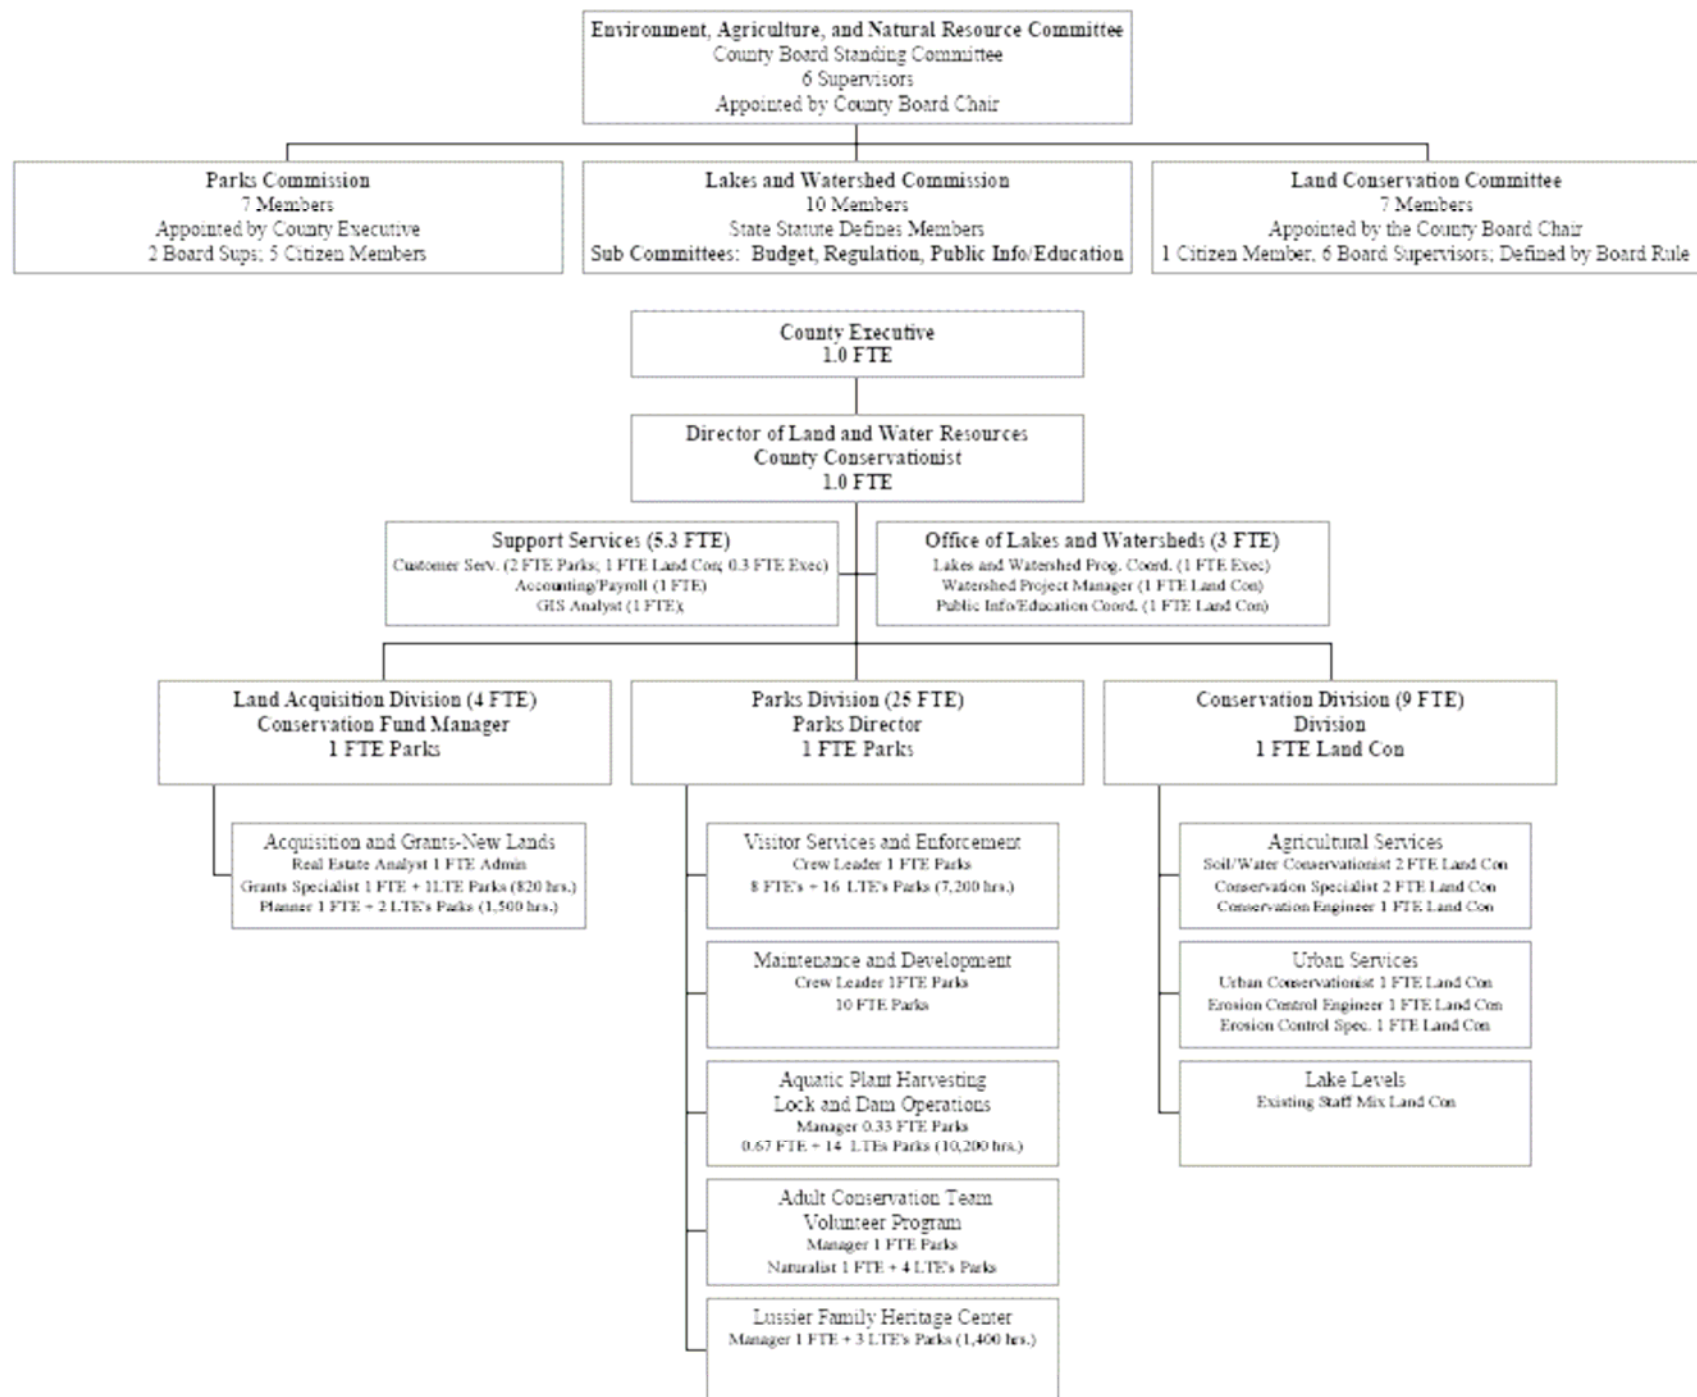 Environment, Agriculture, and Natural Resource Committee
County Board Standing Committee
6 Supervisors
Appointed by County Board Chair
Parks Commission
7 Members
Appointed by County Executive
2 Board Sups; 5 Citizen Members
Lakes and Watershed Commission
10 Members
State Statute Defines Members
Sub Committees: Budget, Regulation, Public Info/Education
Land Conservation Committee
7 Members
Appointed by the County Board Chair
1 Citizen Member, 6 Board Supervisors; Defined by Board Rule
County Executive
1.0 FTE
Director of Land and Water Resources
County Conservationist
1.0 FTE
Support Services (5.3 FTE)
Customer Serv. (2 FTE Parks; 1 FTE Land Con; 0.3 FTE Exec)
Accounting/Payroll (1 FTE)
GIS Analyst (1 FTE);
Office of Lakes and Watersheds (3 FTE)
Lakes and Watershed Prog. Coord. (1 FTE Exec)
Watershed Project Manager (1 FTE Land Con)
Public Info/Education Coord. (1 FTE Land Con)
Land Acquisition Division (4 FTE)
Conservation Fund Manager
1 FTE Parks
Acquisition and Grants-New Lands
Real Estate Analyst 1 FTE Admin
Grants Specialist 1 FTE + 1LTE Parks (820 hrs.)
Planner 1 FTE + 2 LTE's Parks (1,500 hrs.)
Parks Division (25 FTE)
Parks Director
1 FTE Parks
Visitor Services and Enforcement
Crew Leader 1 FTE Parks
8 FTE's + 16 LTE's Parks (7,200 hrs.)
Maintenance and Development
Crew Leader 1FTE Parks
10 FTE Parks
Aquatic Plant Harvesting
Lock and Dam Operations
Manager 0.33 FTE Parks
0.67 FTE + 14 LTEs Parks (10,200 hrs.)
Adult Conservation Team
Volunteer Program
Manager 1 FTE Parks
Naturalist 1 FTE + 4 LTE's Parks
Lussier Family Heritage Center
Manager 1 FTE + 3 LTE's Parks (1,400 hrs.)
Conservation Division (9 FTE)
Division
1 FTE Land Con
Agricultural Services
Soil/Water Conservationist 2 FTE Land Con
Conservation Specialist 2 FTE Land Con
Conservation Engineer 1 FTE Land Con
Urban Services
Urban Conservationist 1 FTE Land Con
Erosion Control Engineer 1 FTE Land Con
Erosion Control Spec. 1 FTE Land Con
Lake Levels
Existing Staff Mix Land Con